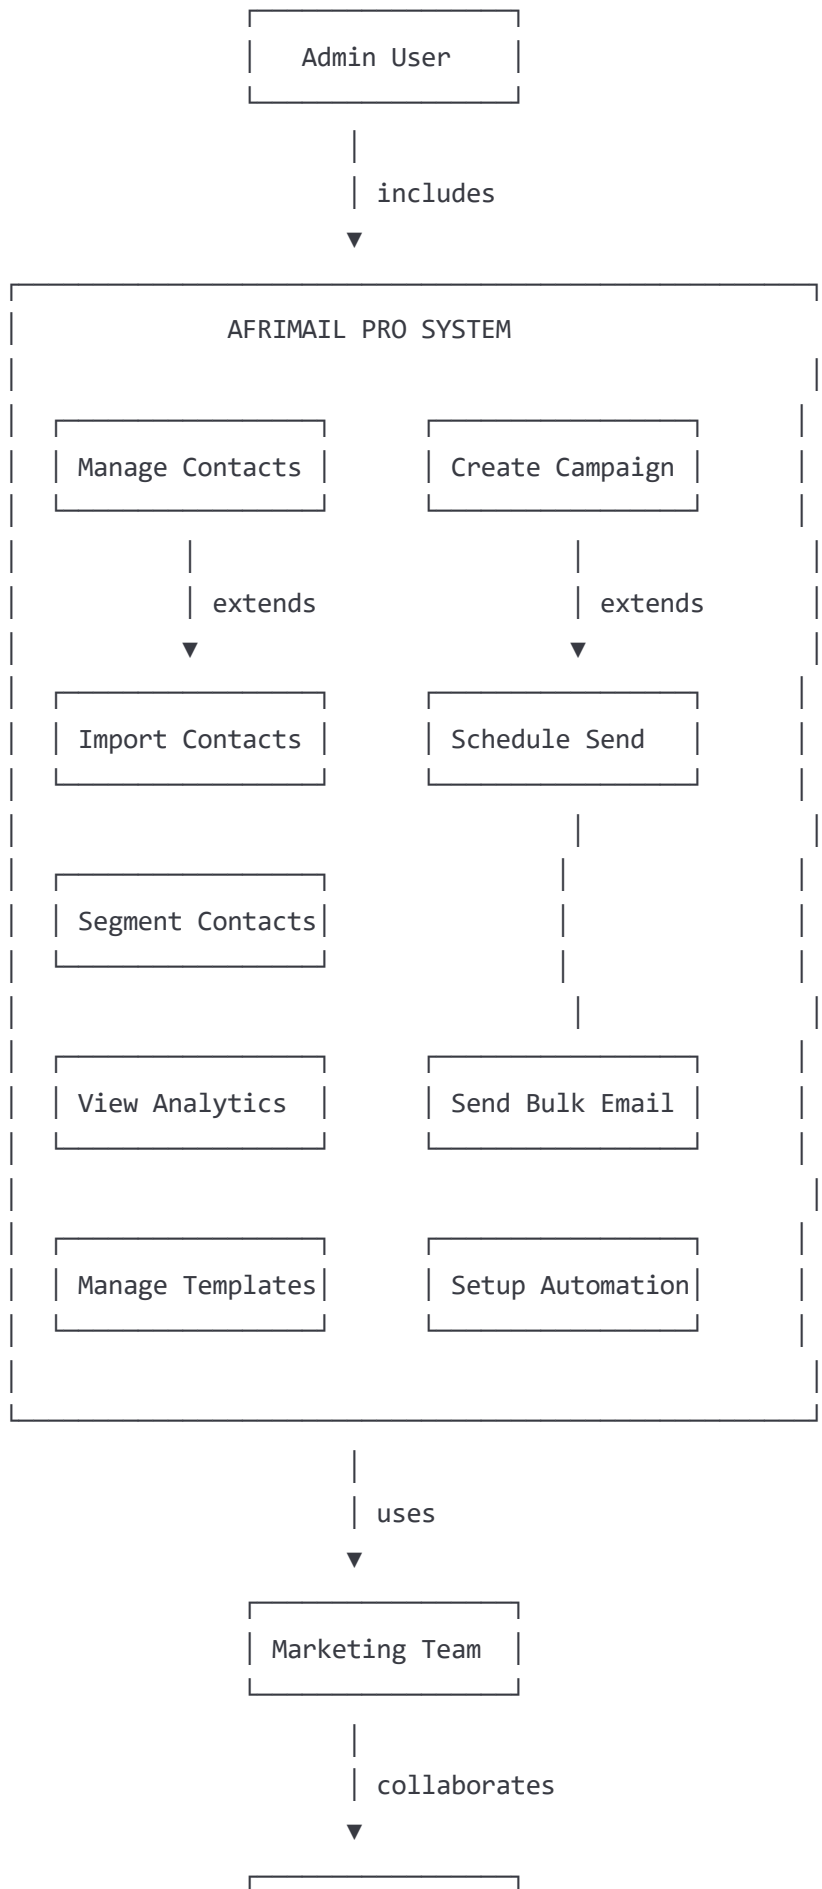 Admin User
includes
AFRIMAIL PRO SYSTEM
Manage Contacts Create Campaign
extends extends
Import Contacts Schedule Send
Segment Contacts
View Analytics Send Bulk Email
Manage Templates Setup Automation
uses
Marketing Team
collaborates